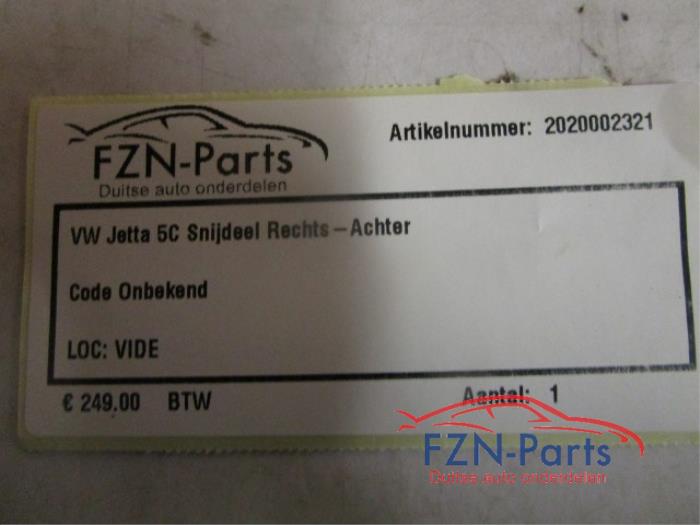 FZN-Parts
Duitse auto onderdelen
Artikelnummer: 2020002321
VW Jetta 5C Snijdeel Rechts-Achter
Code Onbekend
LOC: VIDE
€ 249.00 BTW
Aantal: 1
FZN-Parts
Duitse auto onderdelen